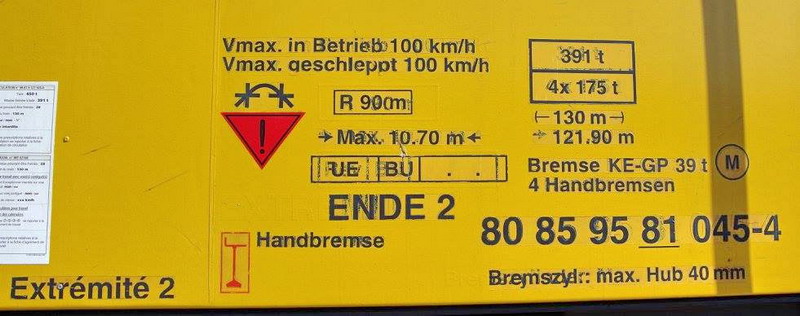 Vmax. in Betrieb 100 km/h
Vmax. geschleppt 100 km/h
R 90m
Max. 10.70 m
UE BU . .
ENDE 2
Handbremse
Extrémité 2
391 t
4x 175 t
130 m
121.90 m
Bremse KE-GP 39 t M
4 Handbremsen
80 85 95 81 045-4
Bremszyl.: max. Hub 40 mm